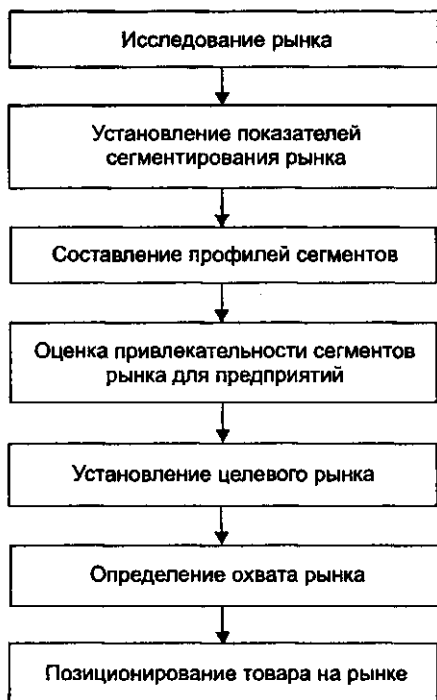 Исследование рынка
Установление показателей
сегментирования рынка
Составление профилей сегментов
Оценка привлекательности сегментов
рынка для предприятий
Установление целевого рынка
Определение охвата рынка
Позиционирование товара на рынке